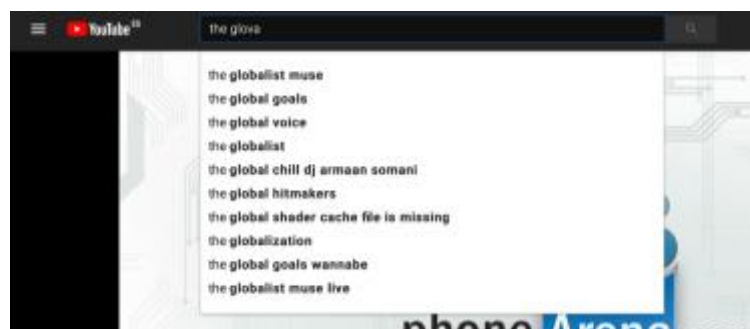 YouTube
the glova
the globalist muse
the global goals
the global voice
the globalist
the global chill dj armaan somani
the global hitmakers
the global shader cache file is missing
the globalization
the global goals wannabe
the globalist muse live
phone Arena